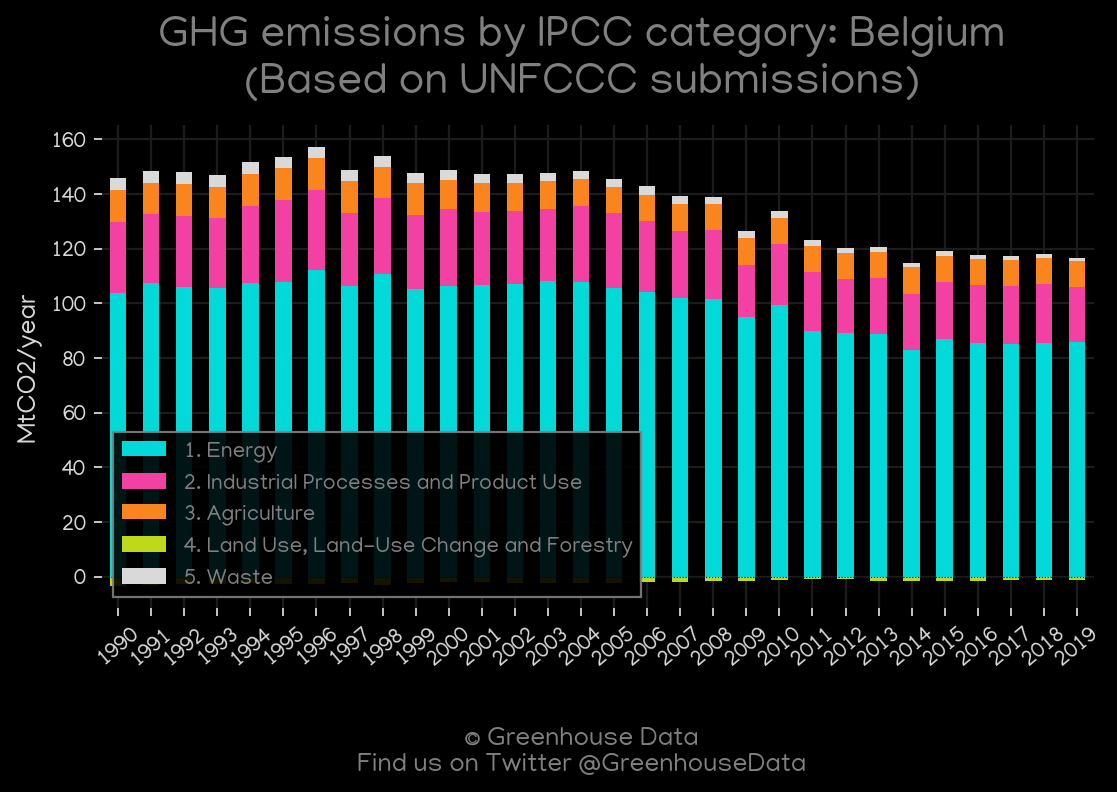 GHG emissions by IPCC category: Belgium
(Based on UNFCCC submissions)
MtCO2/year
160
140
120
100
80
60
40
20
0
1. Energy
2. Industrial Processes and Product Use
3. Agriculture
4. Land Use, Land-Use Change and Forestry
5. Waste
1990 1991 1992 1993 1994 1995 1996 1997 1998 1999 2000 2001 2002 2003 2004 2005 2006 2007 2008 2009 2010 2011 2012 2013 2014 2015 2016 2017 2018 2019
© Greenhouse Data
Find us on Twitter @GreenhouseData